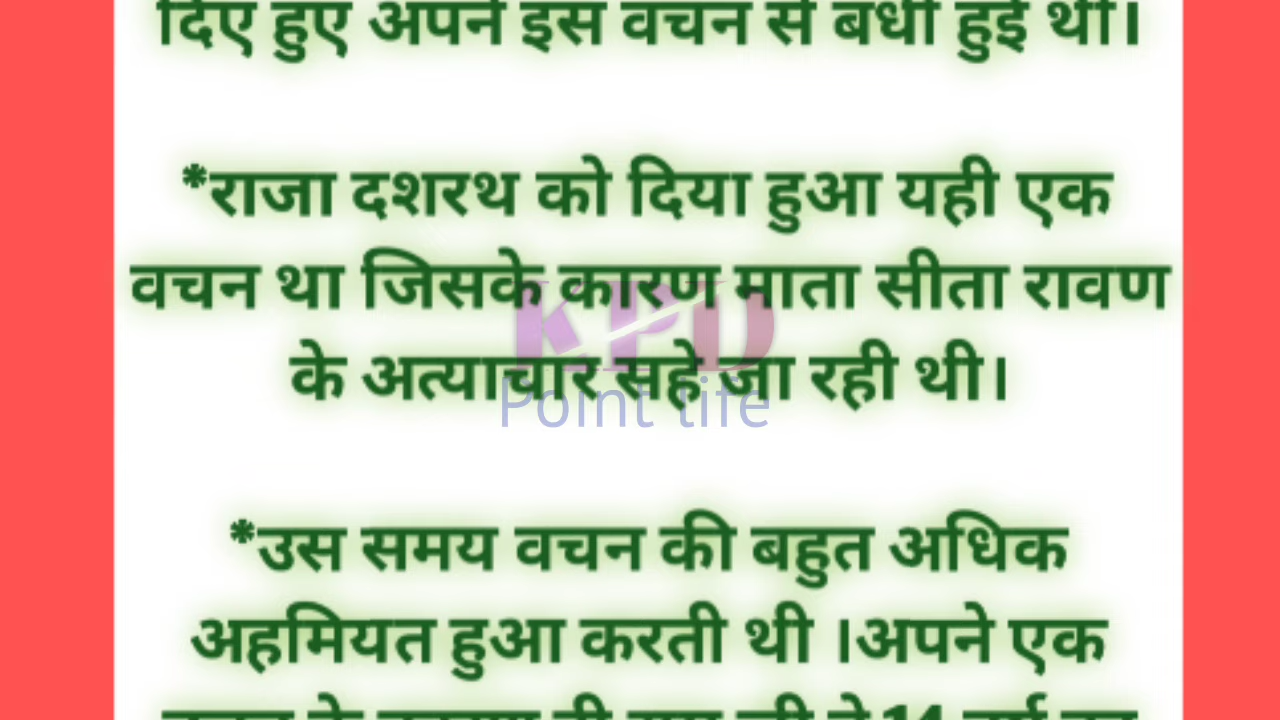 दिए हुए अपने इस वचन से बंधी हुई थी।
*राजा दशरथ को दिया हुआ यही एक
वचन था जिसके कारण माता सीता रावण
के अत्याचार सहे जा रही थी।
KPD
Point life
*उस समय वचन की बहुत अधिक
अहमियत हुआ करती थी ।अपने एक